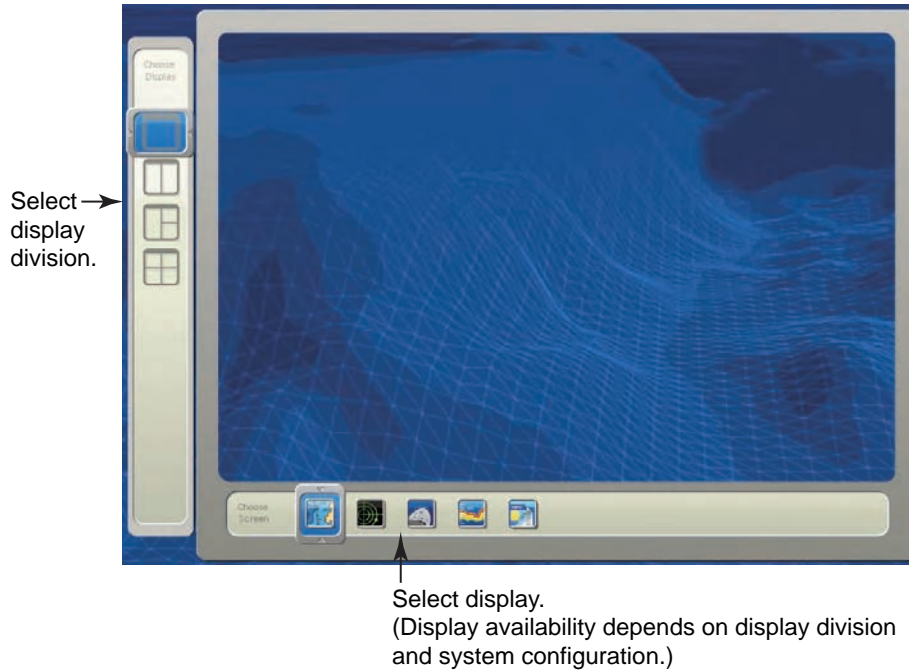 Choose
Display
Select
display
division.
Choose
Screen
Select display.
(Display availability depends on display division
and system configuration.)